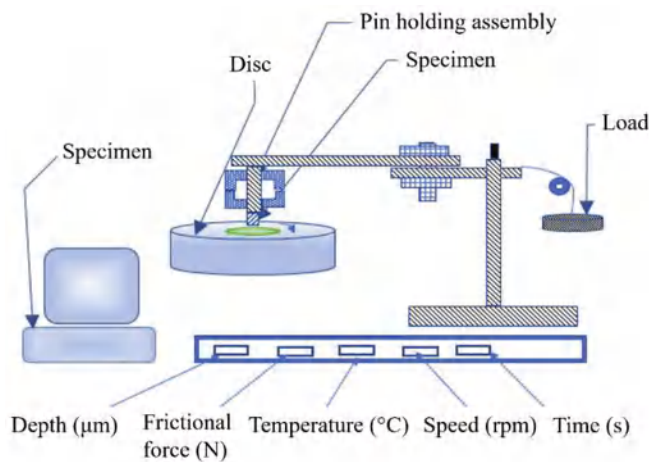 Pin holding assembly
Disc
Specimen
Load
Specimen
Depth (μm)
Frictional
force (N)
Temperature (°C)
Speed (rpm)
Time (s)